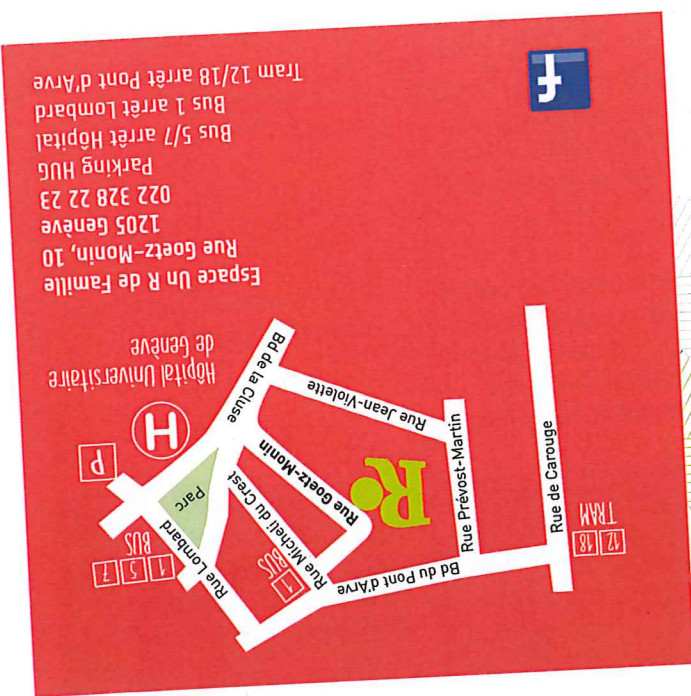 12 18
TRAM
Rue de Carouge
Bd du Pont d'Arve
Rue Prévost-Martin
R
1
BUS
Rue Micheli du Crest
Rue Goetz-Monin
Rue Jean-Violette
Rue Lombard
1 5 7
BUS
Parc
P
H
Bd de la Cluse
Hôpital Universitaire
de Genève
Espace Un R de Famille
Rue Goetz-Monin, 10
1205 Genève
022 328 22 23
Parking HUG
Bus 5/7 arrêt Hôpital
Bus 1 arrêt Lombard
Tram 12/18 arrêt Pont d'Arve
f